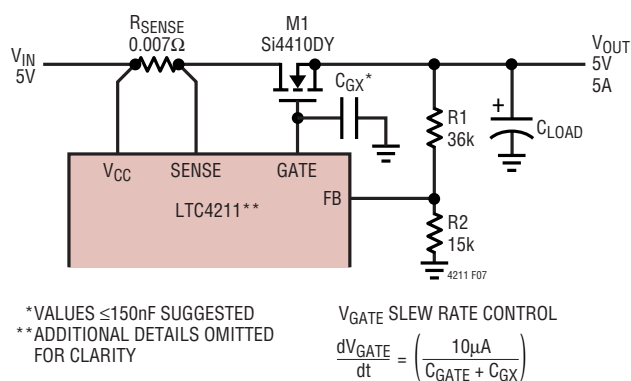 R_SENSE
0.007Ω
M1
Si4410DY
V_IN
5V
C_GX*
V_OUT
5V
5A
R1
36k
+
C_LOAD
V_CC SENSE GATE
FB
LTC4211**
R2
15k
4211 F07
*VALUES ≤150nF SUGGESTED
**ADDITIONAL DETAILS OMITTED
FOR CLARITY
V_GATE SLEW RATE CONTROL
dV_GATE/dt = (10μA/(C_GATE + C_GX))